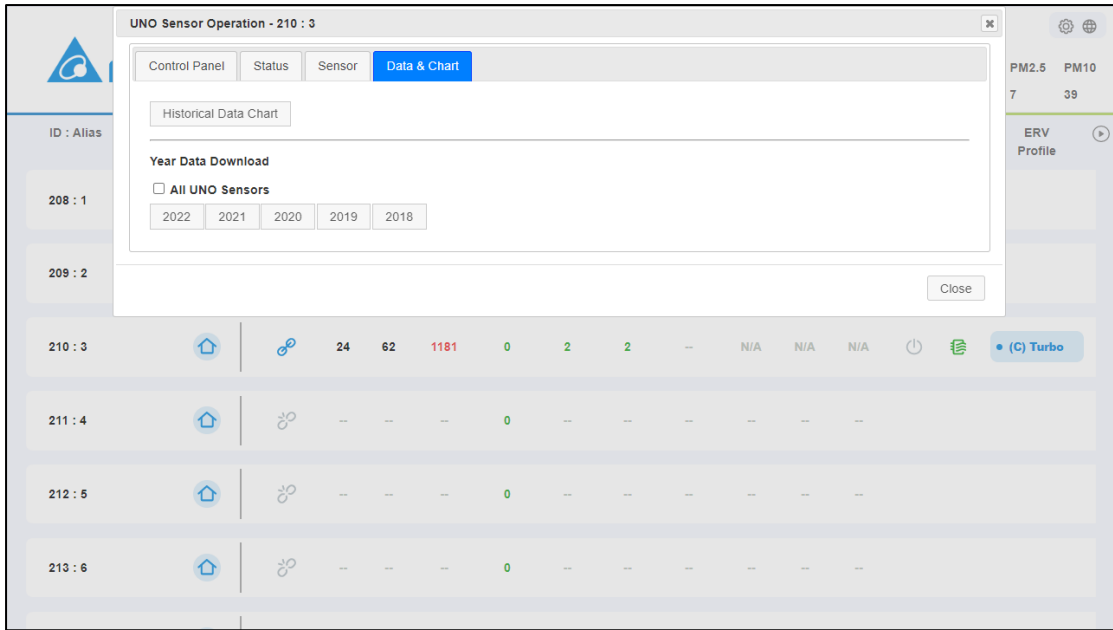 UNO Sensor Operation - 210 : 3
Control Panel Status Sensor Data & Chart
PM2.5 PM10
7 39
Historical Data Chart
ID : Alias
ERV
Profile
Year Data Download
All UNO Sensors
208 : 1
2022 2021 2020 2019 2018
209 : 2
Close
210 : 3 24 62 1181 0 2 2 -- N/A N/A N/A (C) Turbo
211 : 4 -- -- -- 0 -- -- -- -- -- --
212 : 5 -- -- -- 0 -- -- -- -- -- --
213 : 6 -- -- -- 0 -- -- -- -- -- --